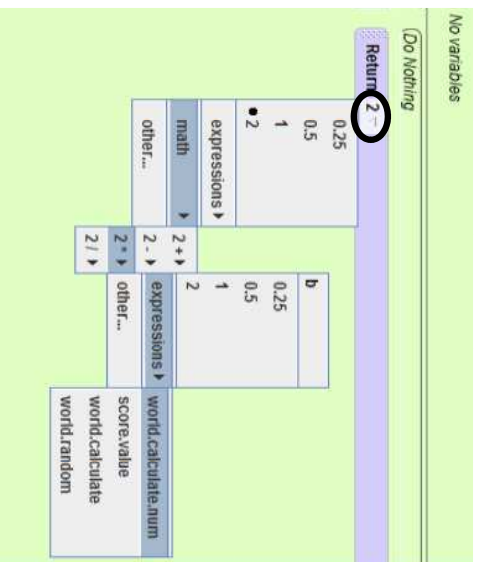 No variables
(Do Nothing
Return 2
0.25
0.5
1
2
expressions
math
other...
2 +
2 -
2 *
2 /
b
0.25
0.5
1
2
expressions
other...
world.calculate.num
score.value
world.calculate
world.random